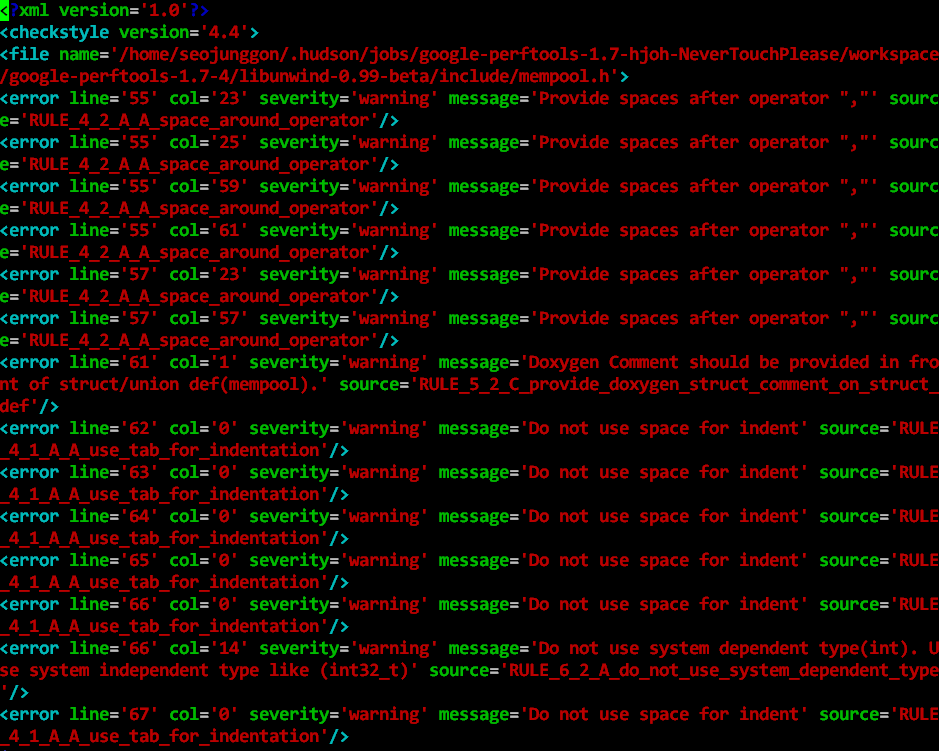 <?xml version='1.0'?>
<checkstyle version='4.4'>
<file name='/home/seojunggon/.hudson/jobs/google-perftools-1.7-hjoh-NeverTouchPlease/workspace
/google-perftools-1.7-4/libunwind-0.99-beta/include/mempool.h'>
<error line='55' col='23' severity='warning' message='Provide spaces after operator ","' sourc
e='RULE_4_2_A_A_space_around_operator'/>
<error line='55' col='25' severity='warning' message='Provide spaces after operator ","' sourc
e='RULE_4_2_A_A_space_around_operator'/>
<error line='55' col='59' severity='warning' message='Provide spaces after operator ","' sourc
e='RULE_4_2_A_A_space_around_operator'/>
<error line='55' col='61' severity='warning' message='Provide spaces after operator ","' sourc
e='RULE_4_2_A_A_space_around_operator'/>
<error line='57' col='23' severity='warning' message='Provide spaces after operator ","' sourc
e='RULE_4_2_A_A_space_around_operator'/>
<error line='57' col='57' severity='warning' message='Provide spaces after operator ","' sourc
e='RULE_4_2_A_A_space_around_operator'/>
<error line='61' col='1' severity='warning' message='Doxygen Comment should be provided in fro
nt of struct/union def(mempool).' source='RULE_5_2_C_provide_doxygen_struct_comment_on_struct_
def'/>
<error line='62' col='0' severity='warning' message='Do not use space for indent' source='RULE
_4_1_A_A_use_tab_for_indentation'/>
<error line='63' col='0' severity='warning' message='Do not use space for indent' source='RULE
_4_1_A_A_use_tab_for_indentation'/>
<error line='64' col='0' severity='warning' message='Do not use space for indent' source='RULE
_4_1_A_A_use_tab_for_indentation'/>
<error line='65' col='0' severity='warning' message='Do not use space for indent' source='RULE
_4_1_A_A_use_tab_for_indentation'/>
<error line='66' col='0' severity='warning' message='Do not use space for indent' source='RULE
_4_1_A_A_use_tab_for_indentation'/>
<error line='66' col='14' severity='warning' message='Do not use system dependent type(int). U
se system independent type like (int32_t)' source='RULE_6_2_A_do_not_use_system_dependent_type
'/>
<error line='67' col='0' severity='warning' message='Do not use space for indent' source='RULE
_4_1_A_A_use_tab_for_indentation'/>